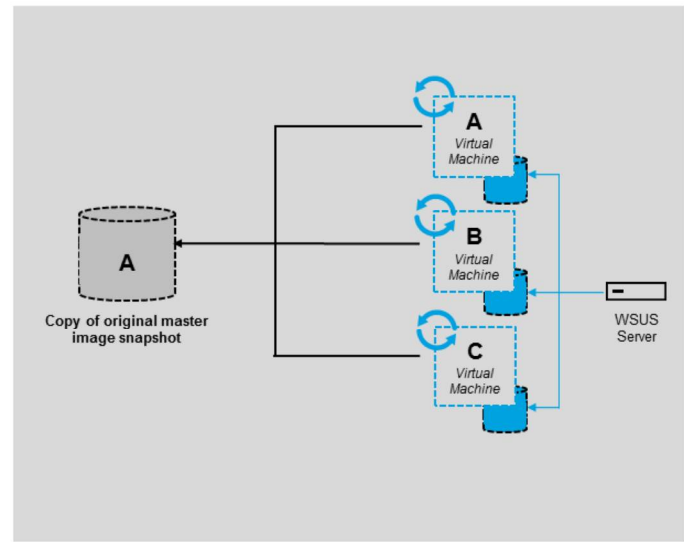 A
Virtual
Machine
B
Virtual
Machine
A
C
Virtual
Machine
Copy of original master
image snapshot
WSUS
Server